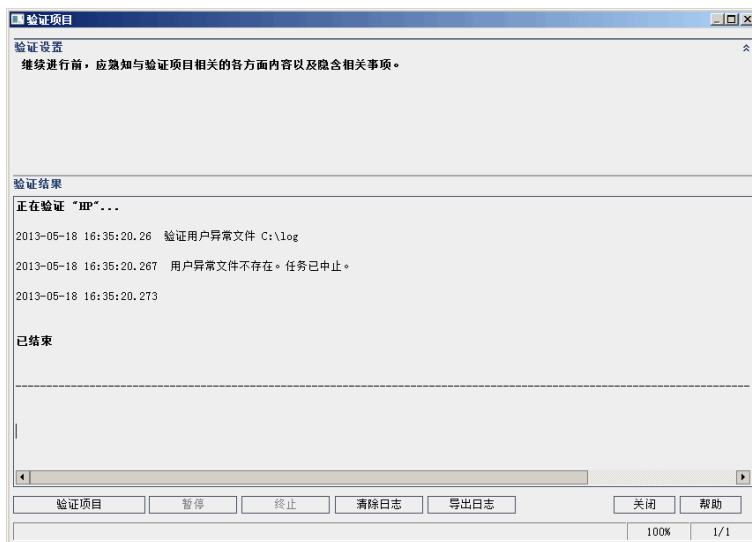 验证项目
验证设置
继续进行前，应熟知与验证项目相关的各方面内容以及隐含相关事项。
验证结果
正在验证 "HP"...
2013-05-18 16:35:20.26 验证用户异常文件 C:\log
2013-05-18 16:35:20.267 用户异常文件不存在。任务已中止。
2013-05-18 16:35:20.273
已结束
验证项目 暂停 终止 清除日志 导出日志 关闭 帮助
100% 1/1